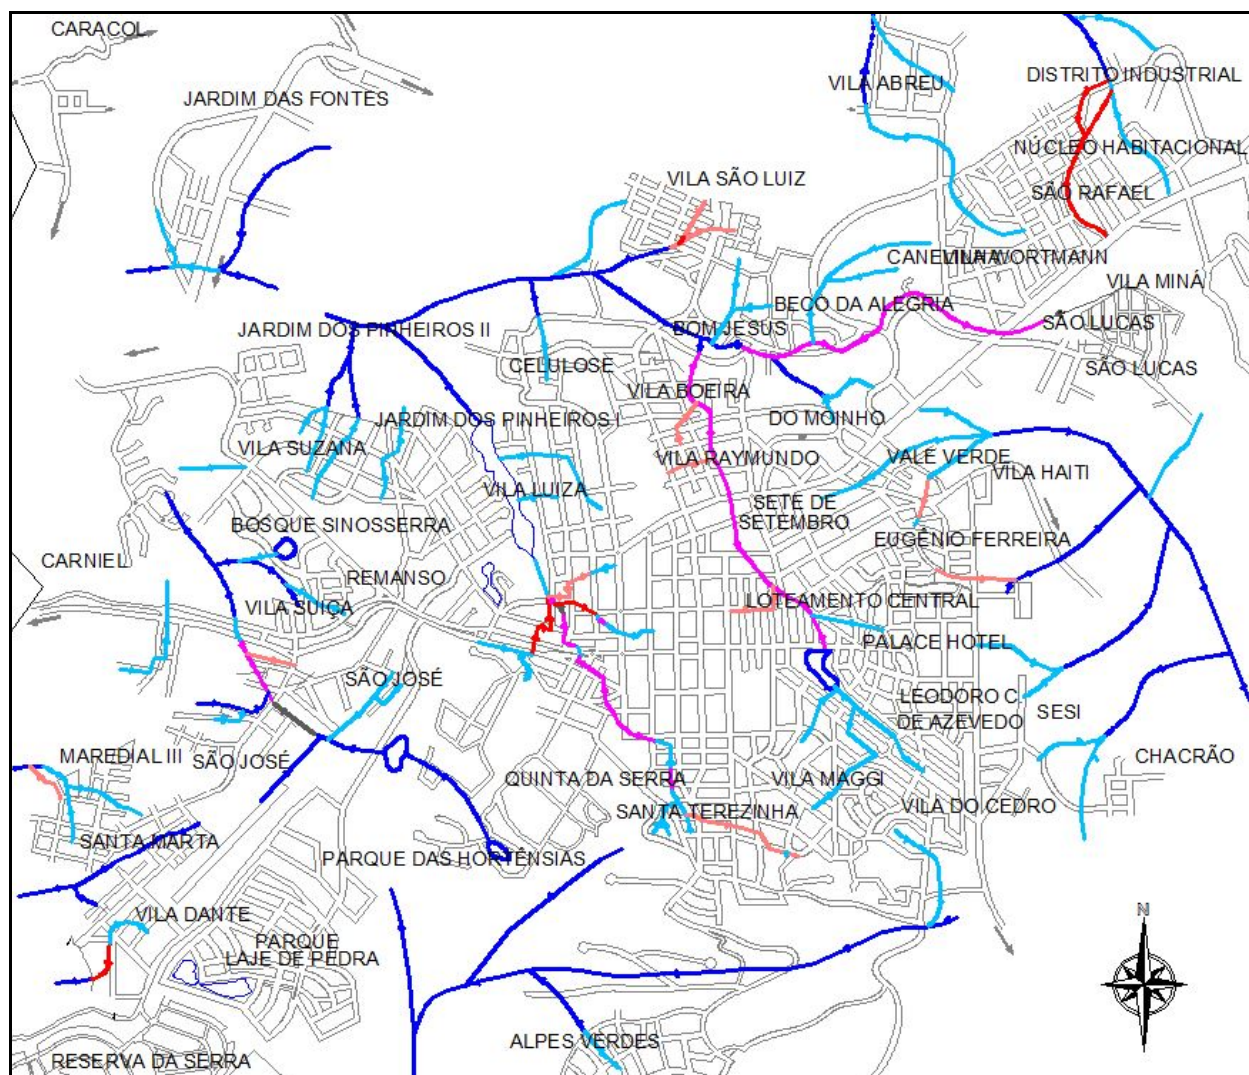 CARACOL
DISTRITO INDUSTRIAL
VILA ABREU
JARDIM DAS FONTES
NÚCLEO HABITACIONAL
VILA SÃO LUIZ
SÃO RAFAEL
CANELINHA
VILA WORTMANN
VILA MINÁ
BECO DA ALEGRIA
SÃO LUCAS
JARDIM DOS PINHEIROS II
BOM JESUS
CELULOSE
SÃO LUCAS
VILA BOEIRA
JARDIM DOS PINHEIROS I
DO MOINHO
VILA SUZANA
VILA RAYMUNDO
VALE VERDE
VILA HAITI
VILA LUIZA
SETE DE
SETEMBRO
BOSQUE SINOSSERRA
EUGÊNIO FERREIRA
CARNIEL
REMANSO
VILA SUIÇA
LOTEAMENTO CENTRAL
PALACE HOTEL
SÃO JOSÉ
LEODORO C.
DE AZEVEDO
SESI
MAREDIAL III
SÃO JOSÉ
CHACRÃO
QUINTA DA SERRA
VILA MAGGI
SANTA TEREZINHA
VILA DO CEDRO
SANTA MARTA
PARQUE DAS HORTÊNSIAS
VILA DANTE
N
PARQUE
LAJE DE PEDRA
ALPES VERDES
RESERVA DA SERRA